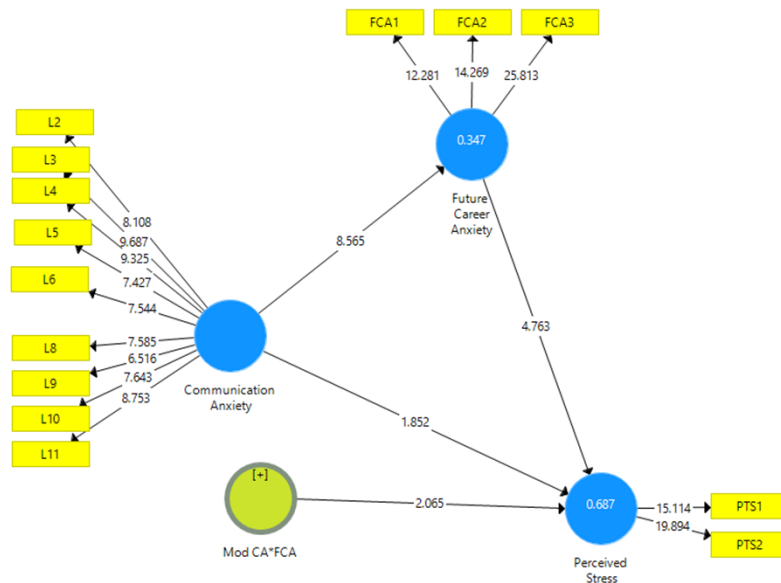 FCA1
FCA2
FCA3
12.281
14.269
25.813
0.347
Future
Career
Anxiety
L2
L3
L4
L5
L6
L8
L9
L10
L11
8.108
9.687
9.325
7.427
7.544
7.585
6.516
7.643
8.753
Communication
Anxiety
8.565
4.763
1.852
[+]
Mod CA*FCA
2.065
0.687
Perceived
Stress
15.114
19.894
PTS1
PTS2